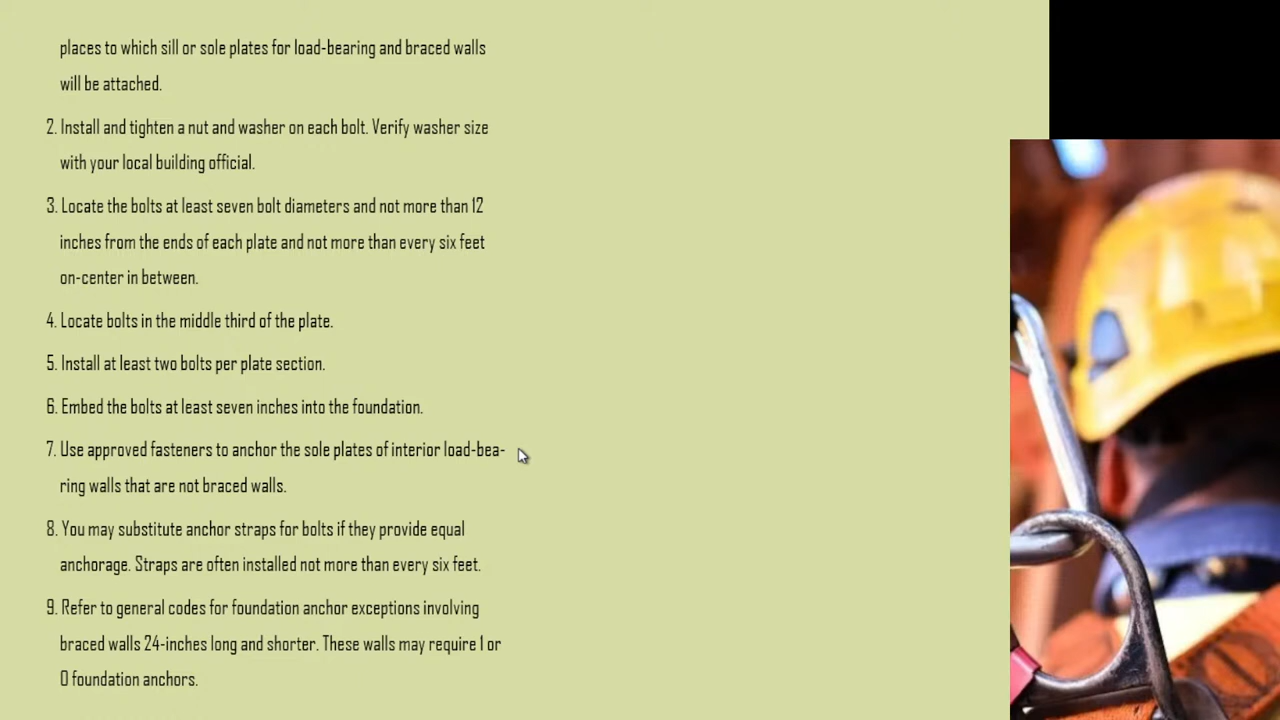 places to which sill or sole plates for load-bearing and braced walls
will be attached.
2. Install and tighten a nut and washer on each bolt. Verify washer size
with your local building official.
3. Locate the bolts at least seven bolt diameters and not more than 12
inches from the ends of each plate and not more than every six feet
on-center in between.
4. Locate bolts in the middle third of the plate.
5. Install at least two bolts per plate section.
6. Embed the bolts at least seven inches into the foundation.
7. Use approved fasteners to anchor the sole plates of interior load-bea-
ring walls that are not braced walls.
8. You may substitute anchor straps for bolts if they provide equal
anchorage. Straps are often installed not more than every six feet.
9. Refer to general codes for foundation anchor exceptions involving
braced walls 24-inches long and shorter. These walls may require 1 or
0 foundation anchors.